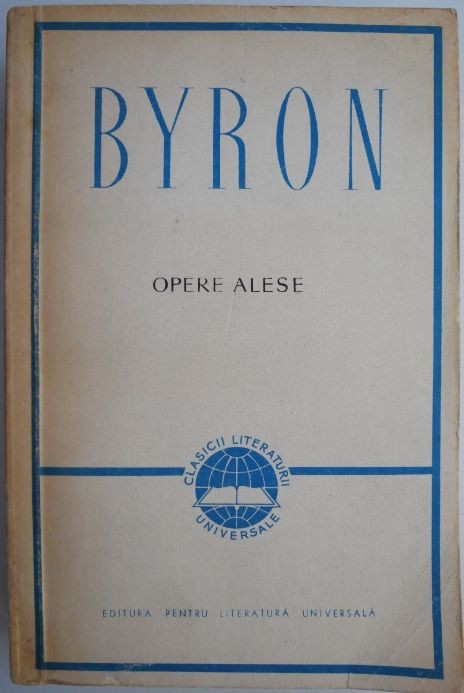 BYRON
OPERE ALESE
CLASICII LITERATURII
UNIVERSALE
EDITURA PENTRU LITERATURĂ UNIVERSALĂ